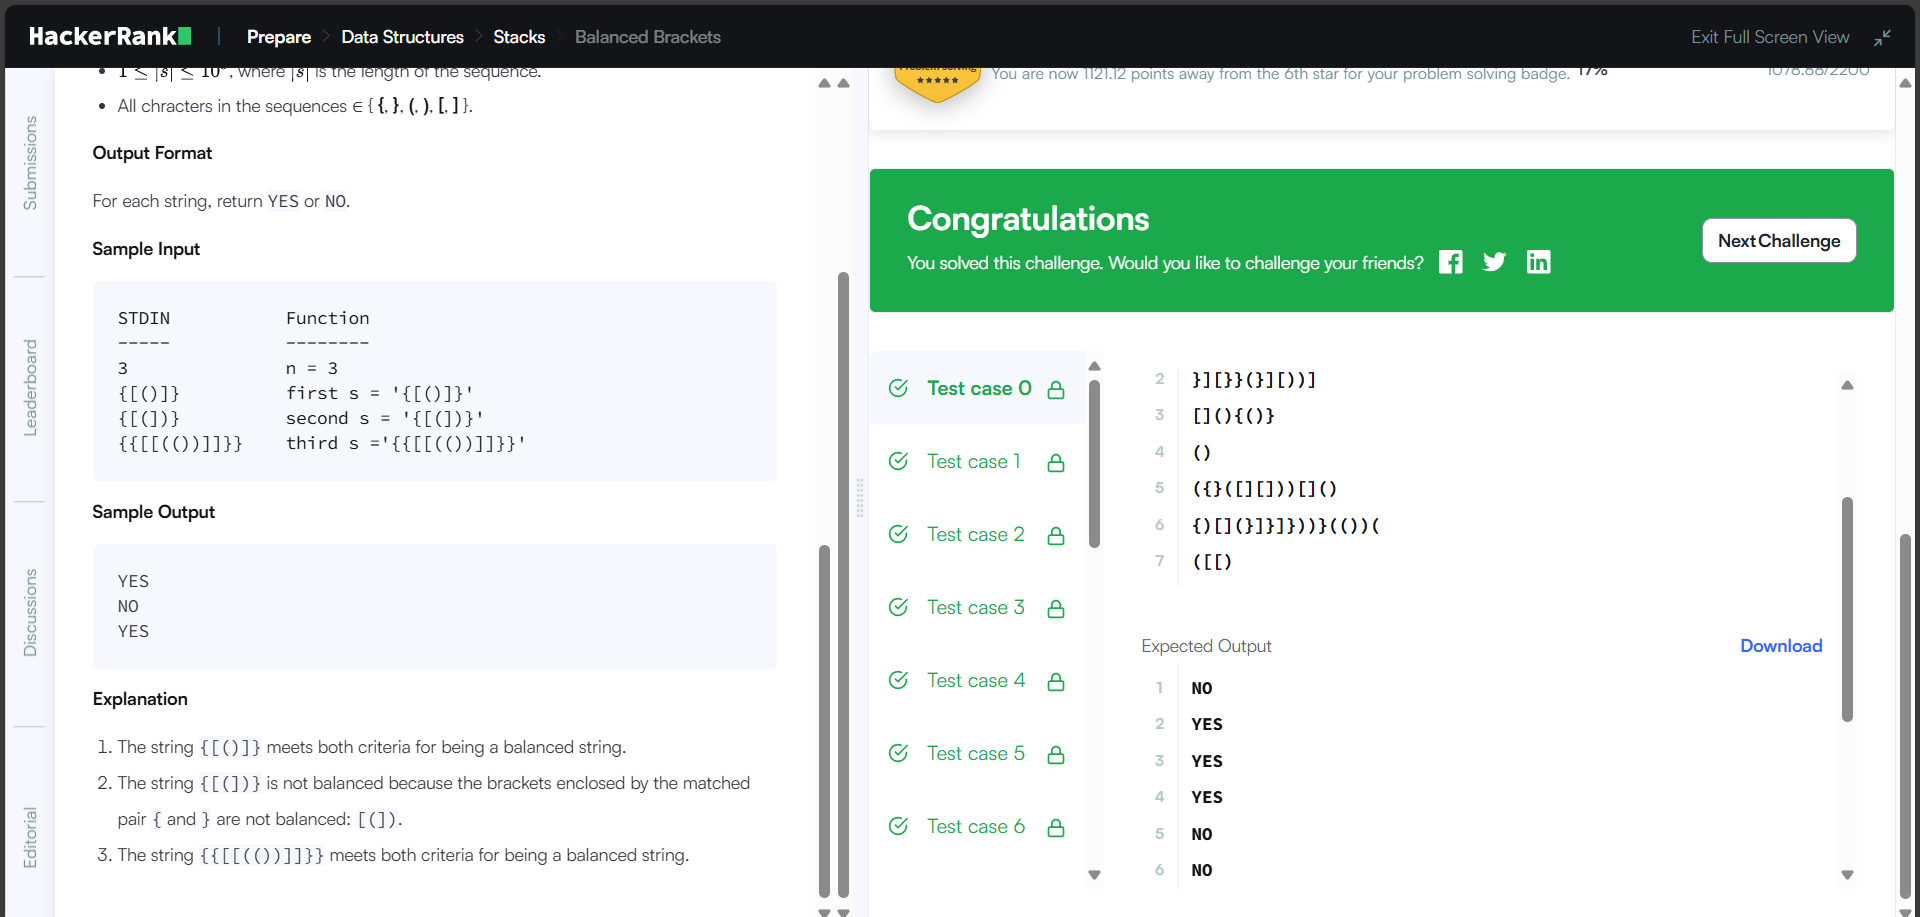 HackerRank | Prepare > Data Structures > Stacks > Balanced Brackets
Exit Full Screen View
Submissions
Leaderboard
Discussions
Editorial
• 1 ≤ |s| ≤ 10, where |s| is the length of the sequence.
• All chracters in the sequences ∈ { {, }, (, ), [, ] }.
Output Format
For each string, return YES or NO.
Sample Input
STDIN Function
----- --------
3 n = 3
{[()]} first s = '{[()]}'
{[(])} second s = '{[(])}'
{{[[(())]]}} third s ='{{[[(())]]}}'
Sample Output
YES
NO
YES
Explanation
1. The string {[()]} meets both criteria for being a balanced string.
2. The string {[(])} is not balanced because the brackets enclosed by the matched
pair { and } are not balanced: [(]).
3. The string {{[[(())]]}} meets both criteria for being a balanced string.
You are now 1121.12 points away from the 6th star for your problem solving badge. 17%
1078.88/2200
Congratulations
You solved this challenge. Would you like to challenge your friends?
Next Challenge
Test case 0
Test case 1
Test case 2
Test case 3
Test case 4
Test case 5
Test case 6
2 }][}}(}][))]
3 [](){()}
4 ()
5 ({}([][]))[]()
6 {)[](}]}]}))}(())(
7 ([[)
Expected Output
Download
1 NO
2 YES
3 YES
4 YES
5 NO
6 NO